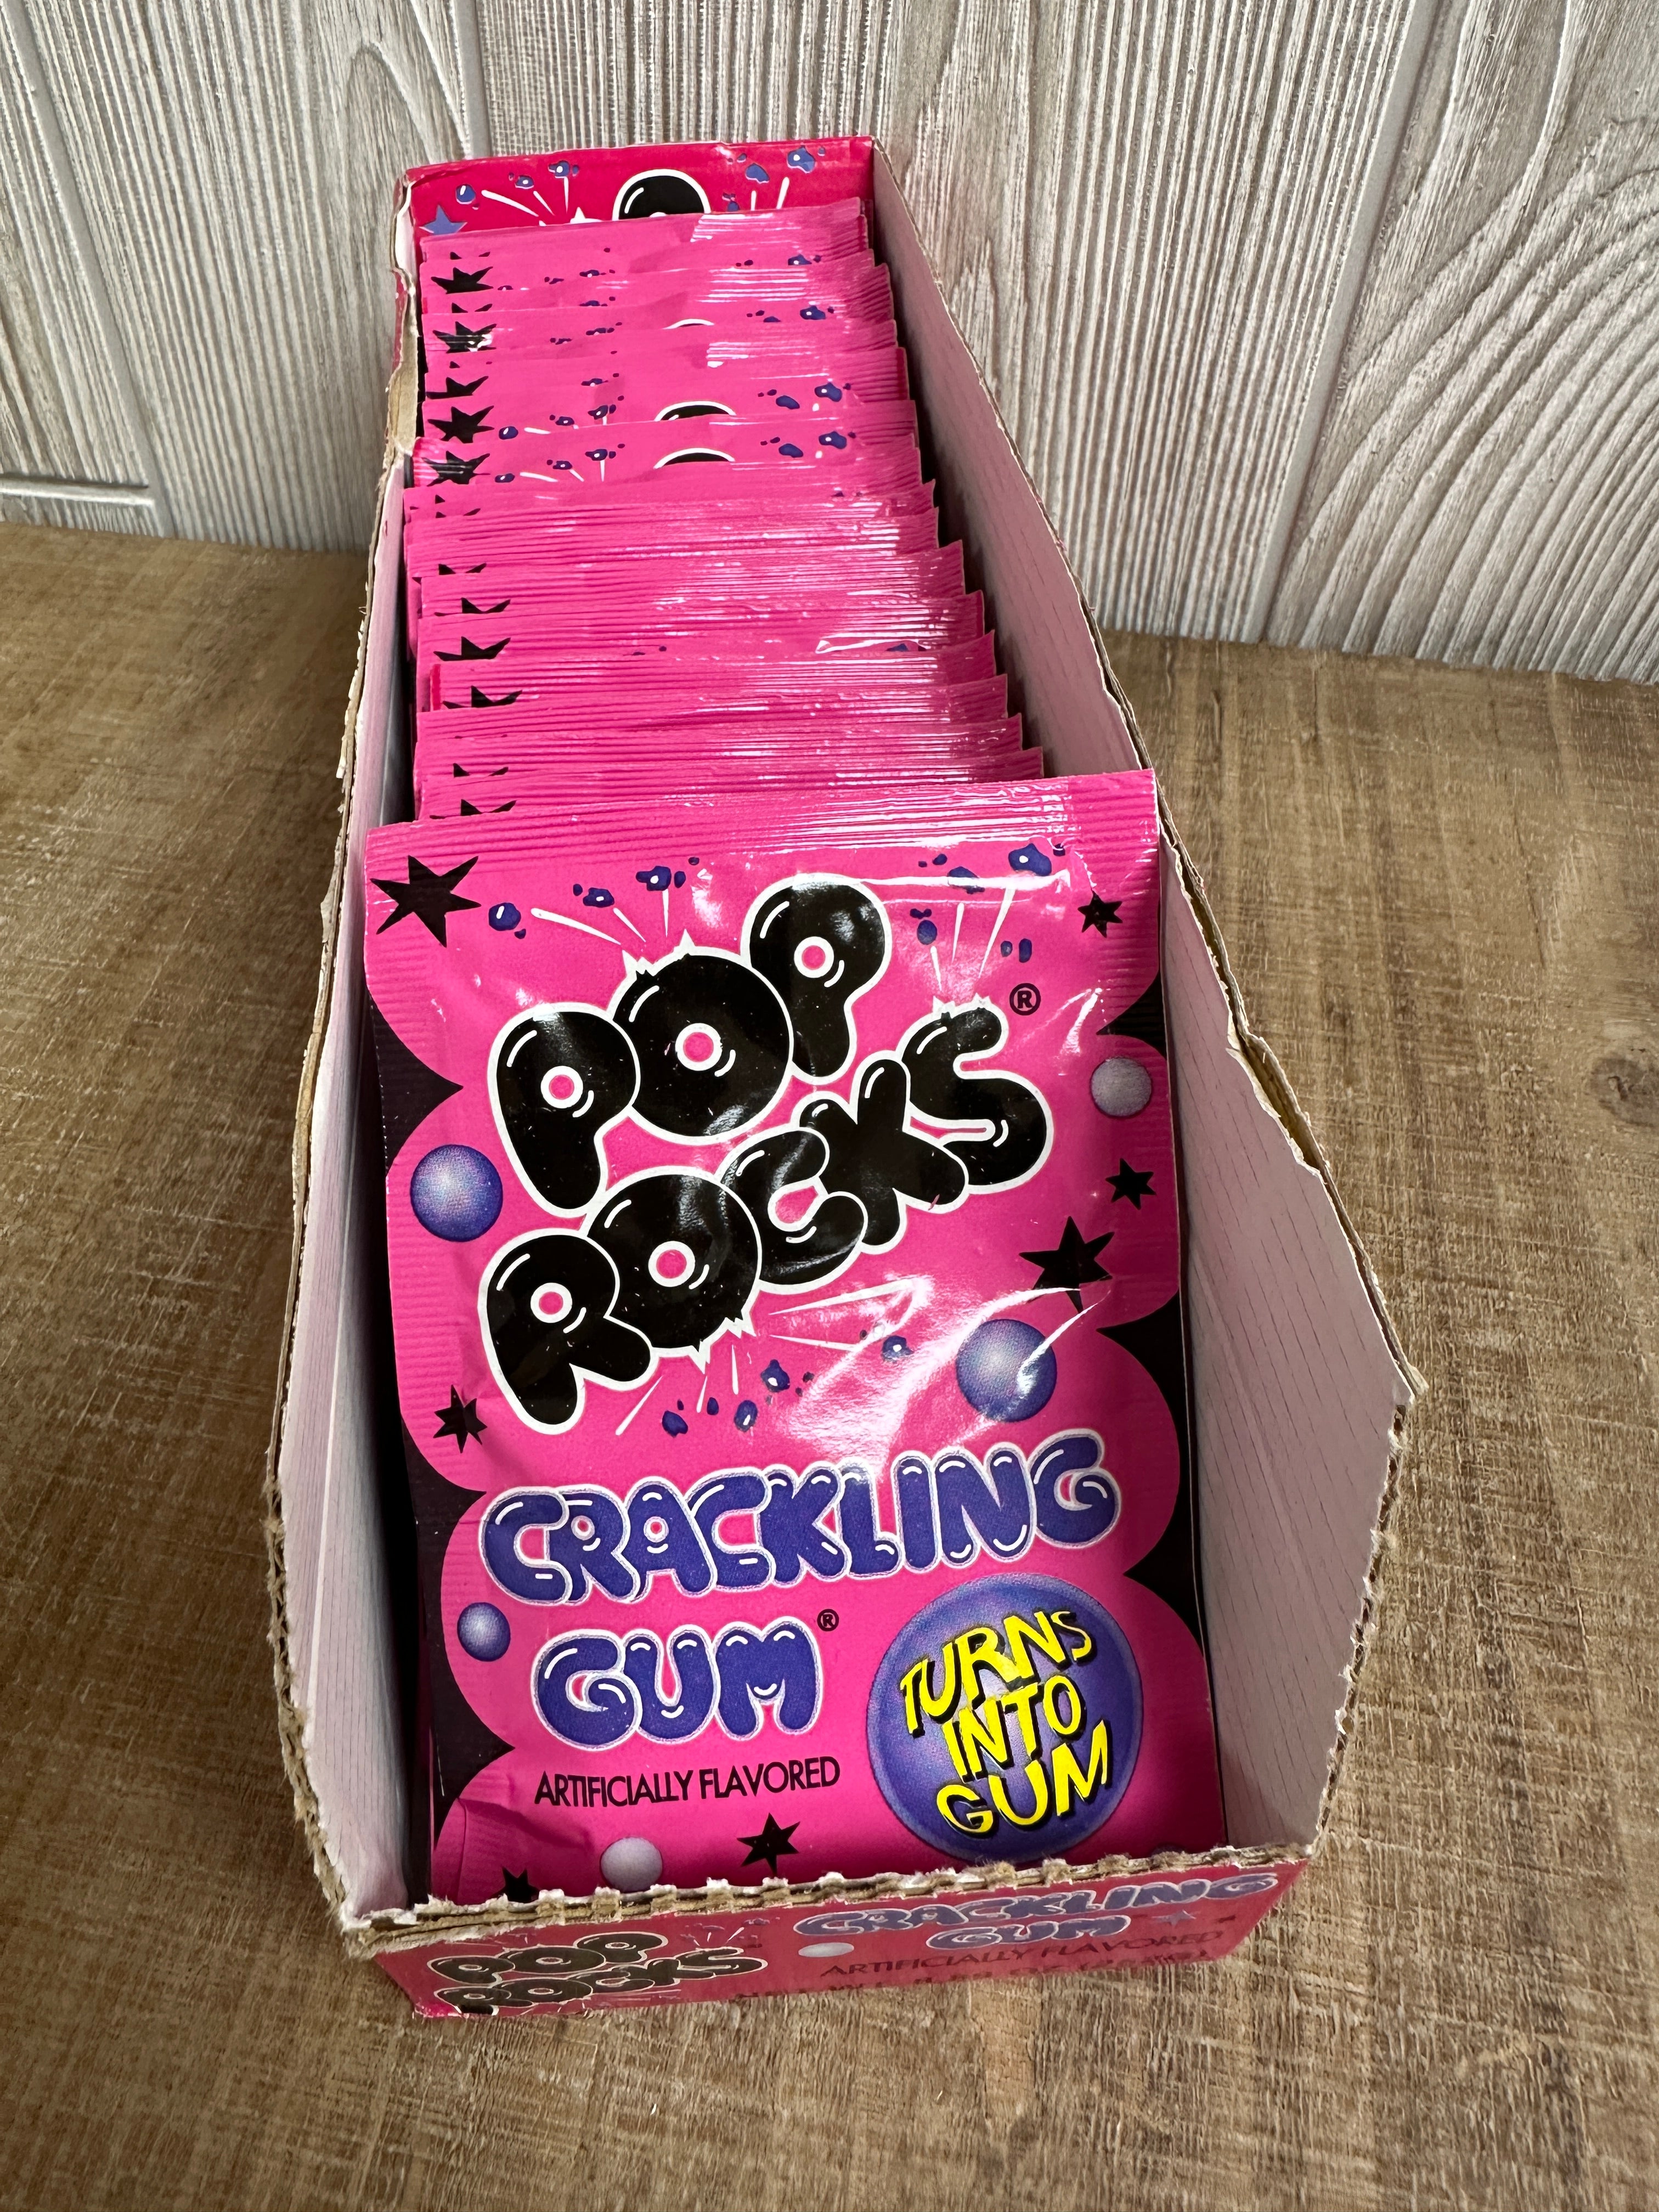 POP
ROCKS®
CRACKLING
GUM®
ARTIFICIALLY FLAVORED
TURNS
INTO
GUM
POP
ROCKS
CRACKLING
GUM
ARTIFICIALLY FLAVORED